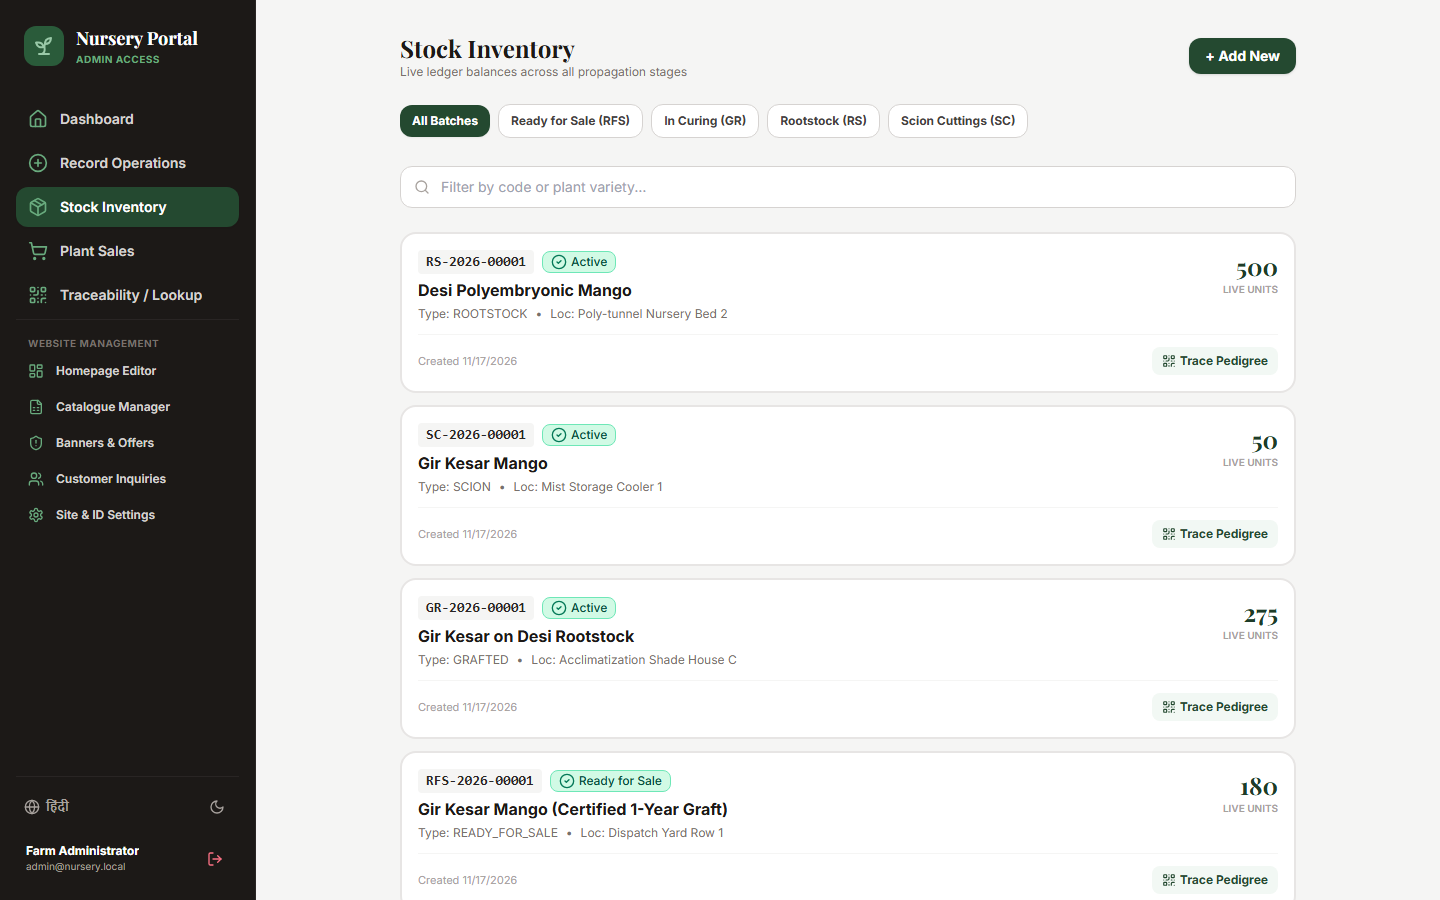 Nursery Portal
ADMIN ACCESS
Dashboard
Record Operations
Stock Inventory
Plant Sales
Traceability / Lookup
WEBSITE MANAGEMENT
Homepage Editor
Catalogue Manager
Banners & Offers
Customer Inquiries
Site & ID Settings
हिंदी
Farm Administrator
admin@nursery.local
Stock Inventory
Live ledger balances across all propagation stages
+ Add New
All Batches
Ready for Sale (RFS)
In Curing (GR)
Rootstock (RS)
Scion Cuttings (SC)
Filter by code or plant variety...
RS-2026-00001 Active
Desi Polyembryonic Mango
Type: ROOTSTOCK • Loc: Poly-tunnel Nursery Bed 2
500
LIVE UNITS
Created 11/17/2026
Trace Pedigree
SC-2026-00001 Active
Gir Kesar Mango
Type: SCION • Loc: Mist Storage Cooler 1
50
LIVE UNITS
Created 11/17/2026
Trace Pedigree
GR-2026-00001 Active
Gir Kesar on Desi Rootstock
Type: GRAFTED • Loc: Acclimatization Shade House C
275
LIVE UNITS
Created 11/17/2026
Trace Pedigree
RFS-2026-00001 Ready for Sale
Gir Kesar Mango (Certified 1-Year Graft)
Type: READY_FOR_SALE • Loc: Dispatch Yard Row 1
180
LIVE UNITS
Created 11/17/2026
Trace Pedigree